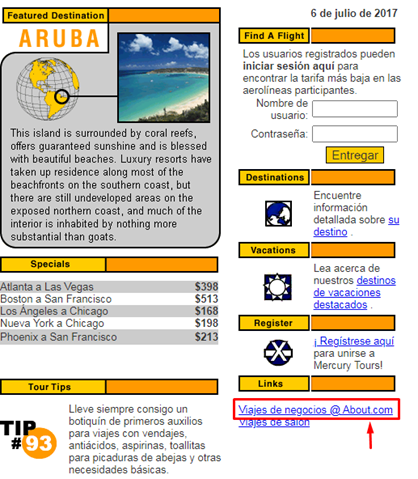 Featured Destination
ARUBA
This island is surrounded by coral reefs,
offers guaranteed sunshine and is blessed
with beautiful beaches. Luxury resorts have
taken up residence along most of the
beachfronts on the southern coast, but
there are still undeveloped areas on the
exposed northern coast, and much of the
interior is inhabited by nothing more
substantial than goats.
Specials
Atlanta a Las Vegas $398
Boston a San Francisco $513
Los Ángeles a Chicago $168
Nueva York a Chicago $198
Phoenix a San Francisco $213
Tour Tips
TIP
#93
Lleve siempre consigo un
botiquín de primeros auxilios
para viajes con vendajes,
antiácidos, aspirinas, toallitas
para picaduras de abejas y otras
necesidades básicas.
6 de julio de 2017
Find A Flight
Los usuarios registrados pueden
iniciar sesión aquí para
encontrar la tarifa más baja en las
aerolíneas participantes.
Nombre de
usuario:
Contraseña:
Entregar
Destinations
Encuentre
información
detallada sobre su
destino .
Vacations
Lea acerca de
nuestros destinos
de vacaciones
destacados .
Register
¡ Regístrese aquí
para unirse a
Mercury Tours!
Links
Viajes de negocios @ About.com
Viajes de salón